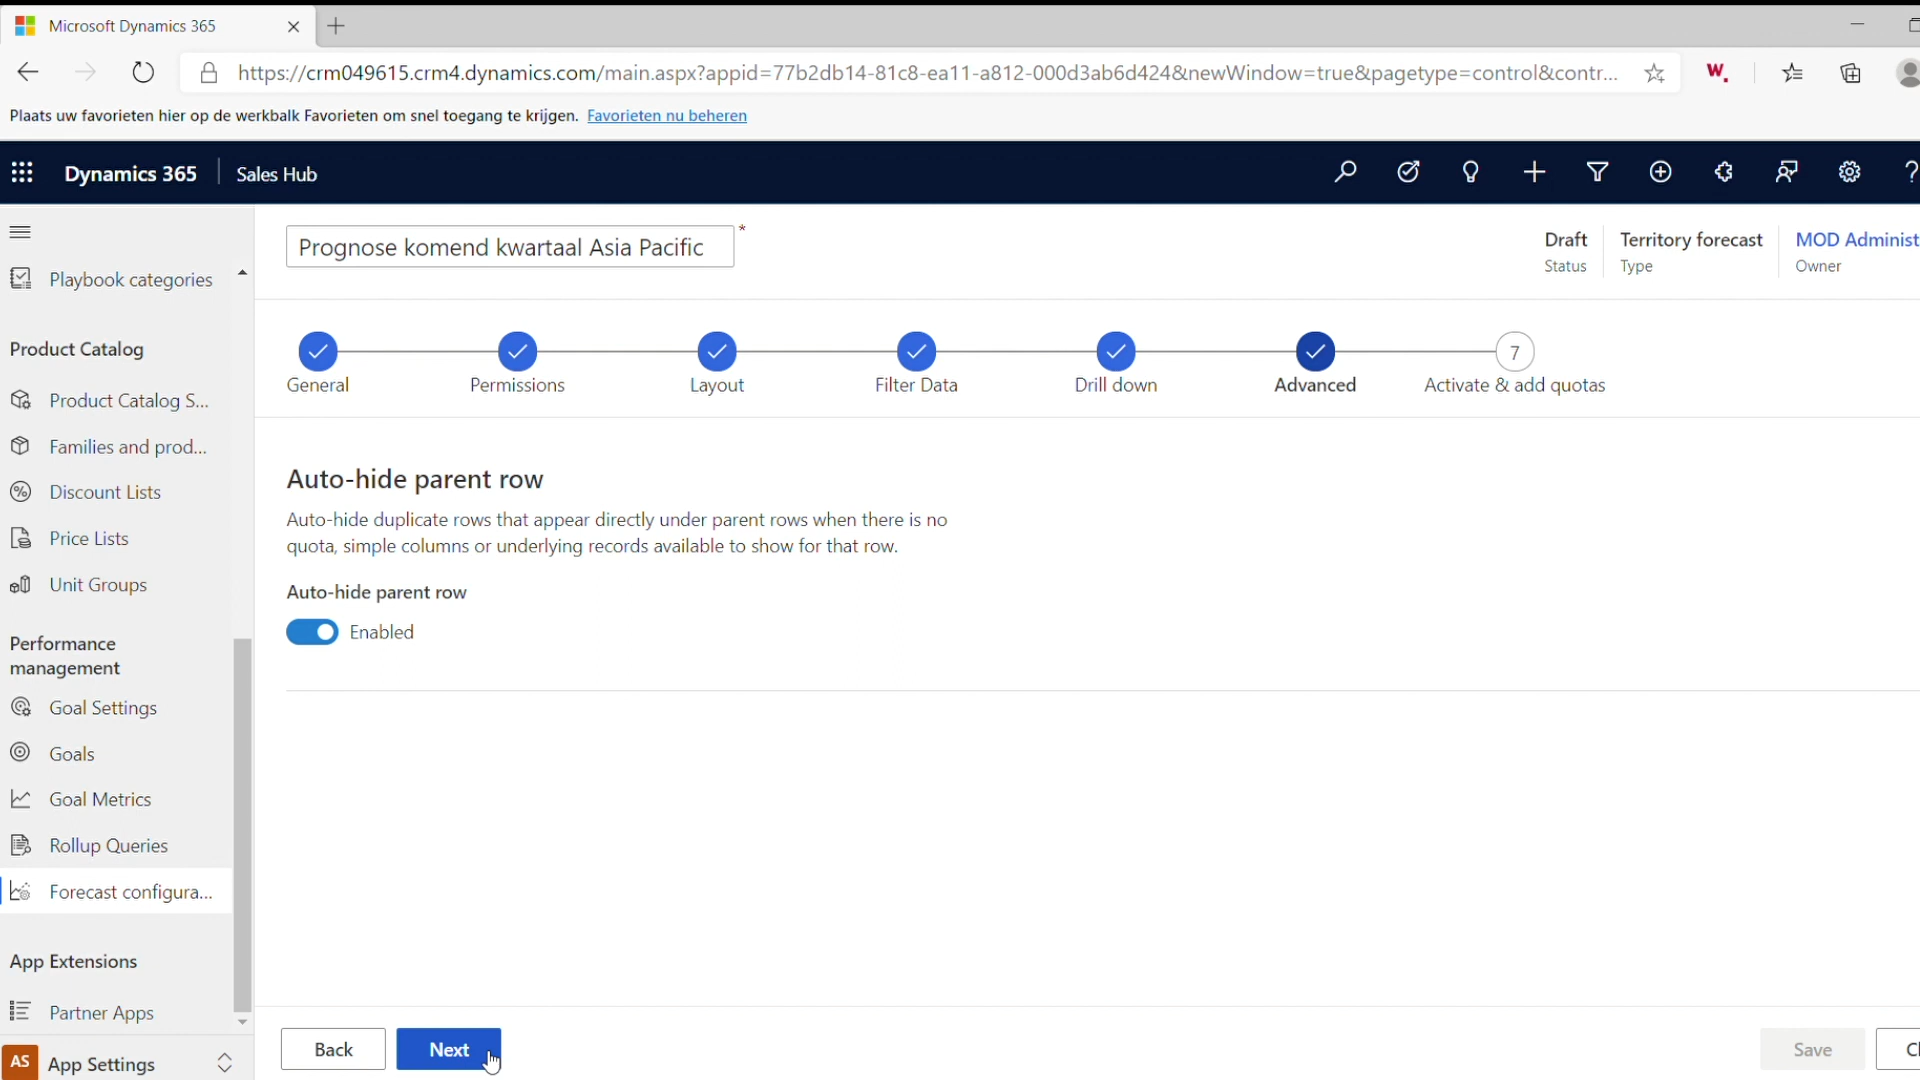 Microsoft Dynamics 365
https://crm049615.crm4.dynamics.com/main.aspx?appid=77b2db14-81c8-ea11-a812-000d3ab6d424&newWindow=true&pagetype=control&contr...
W.
Plaats uw favorieten hier op de werkbalk Favorieten om snel toegang te krijgen. Favorieten nu beheren
Dynamics 365 Sales Hub
Prognose komend kwartaal Asia Pacific *
Draft
Status
Territory forecast
Type
MOD Administ
Owner
Playbook categories
Product Catalog
Product Catalog S...
Families and prod...
Discount Lists
Price Lists
Unit Groups
Performance
management
Goal Settings
Goals
Goal Metrics
Rollup Queries
Forecast configura...
App Extensions
Partner Apps
AS App Settings
General
Permissions
Layout
Filter Data
Drill down
Advanced
7
Activate & add quotas
Auto-hide parent row
Auto-hide duplicate rows that appear directly under parent rows when there is no
quota, simple columns or underlying records available to show for that row.
Auto-hide parent row
Enabled
Back
Next
Save